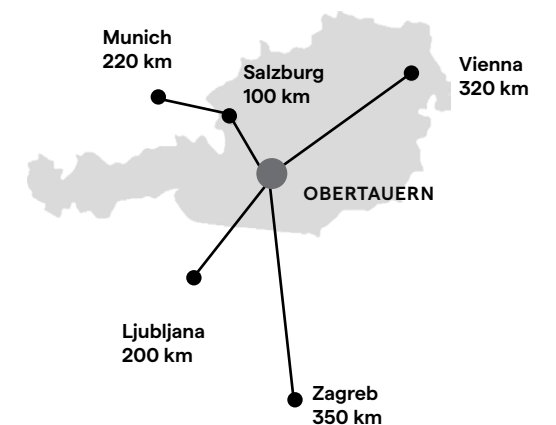 Munich
220 km
Salzburg
100 km
Vienna
320 km
OBERTAUERN
Ljubljana
200 km
Zagreb
350 km